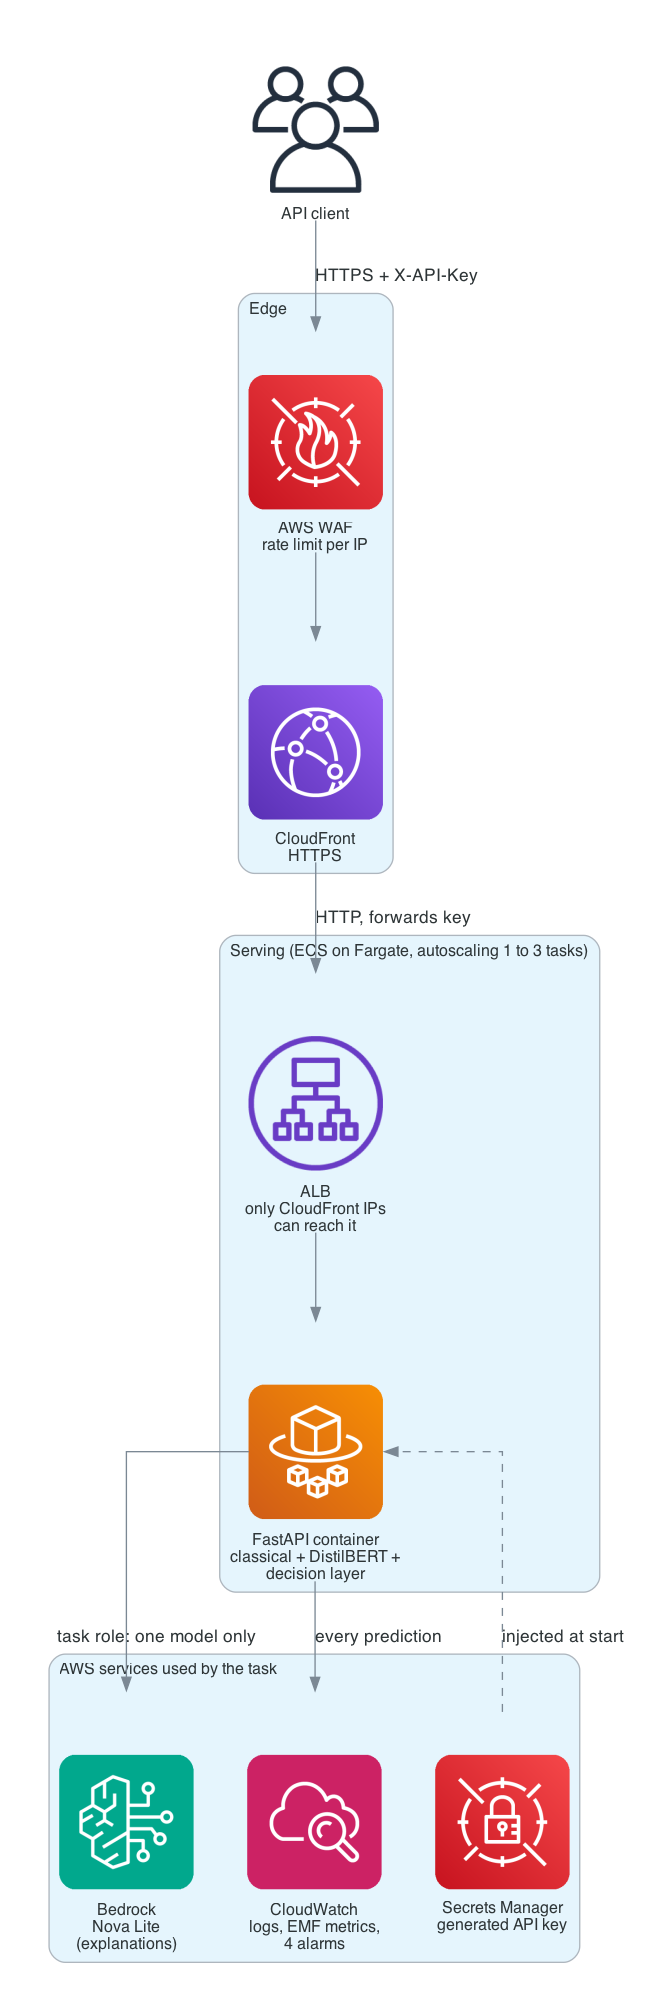 API client
HTTPS + X-API-Key
Edge
AWS WAF
rate limit per IP
CloudFront
HTTPS
HTTP, forwards key
Serving (ECS on Fargate, autoscaling 1 to 3 tasks)
ALB
only CloudFront IPs
can reach it
FastAPI container
classical + DistilBERT +
decision layer
task role: one model only
every prediction
injected at start
AWS services used by the task
Bedrock
Nova Lite
(explanations)
CloudWatch
logs, EMF metrics,
4 alarms
Secrets Manager
generated API key